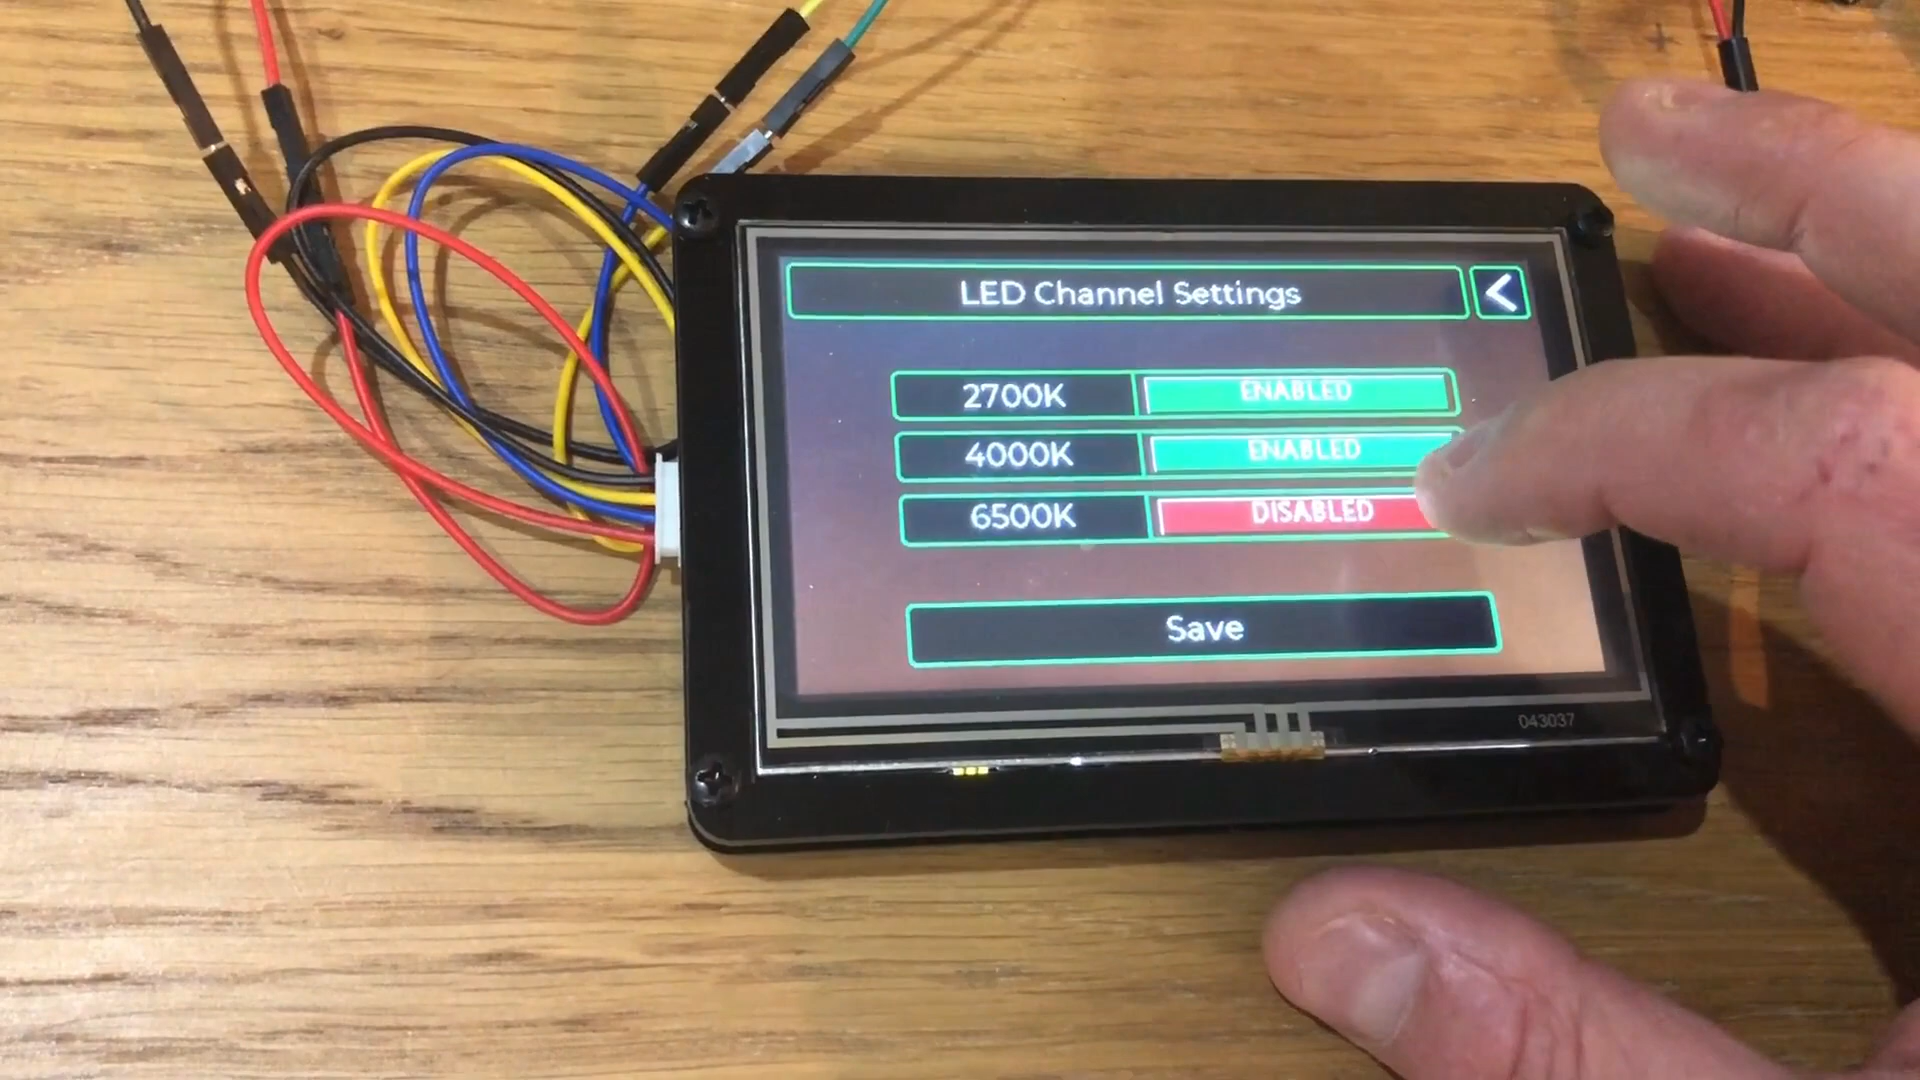 LED Channel Settings <
2700K ENABLED
4000K ENABLED
6500K DISABLED
Save
043037